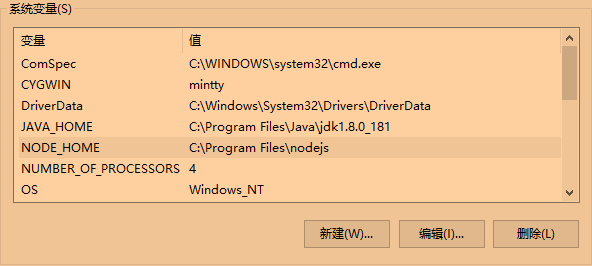 系统变量(S)
变量 值
ComSpec C:\WINDOWS\system32\cmd.exe
CYGWIN mintty
DriverData C:\Windows\System32\Drivers\DriverData
JAVA_HOME C:\Program Files\Java\jdk1.8.0_181
NODE_HOME C:\Program Files\nodejs
NUMBER_OF_PROCESSORS 4
OS Windows_NT
新建(W)... 编辑(I)... 删除(L)